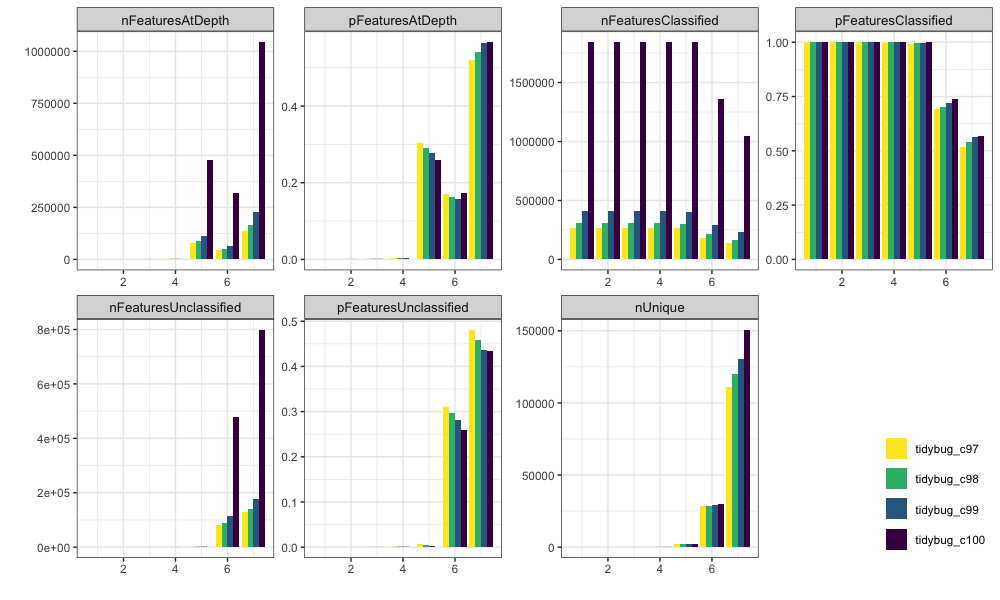 nFeaturesAtDepth
pFeaturesAtDepth
nFeaturesClassified
pFeaturesClassified
1000000
750000
500000
250000
0
2 4 6
0.4
0.2
0.0
2 4 6
1500000
1000000
500000
0
2 4 6
1.00
0.75
0.50
0.25
0.00
2 4 6
nFeaturesUnclassified
pFeaturesUnclassified
nUnique
8e+05
6e+05
4e+05
2e+05
0e+00
2 4 6
0.5
0.4
0.3
0.2
0.1
0.0
2 4 6
150000
100000
50000
0
2 4 6
tidybug_c97
tidybug_c98
tidybug_c99
tidybug_c100